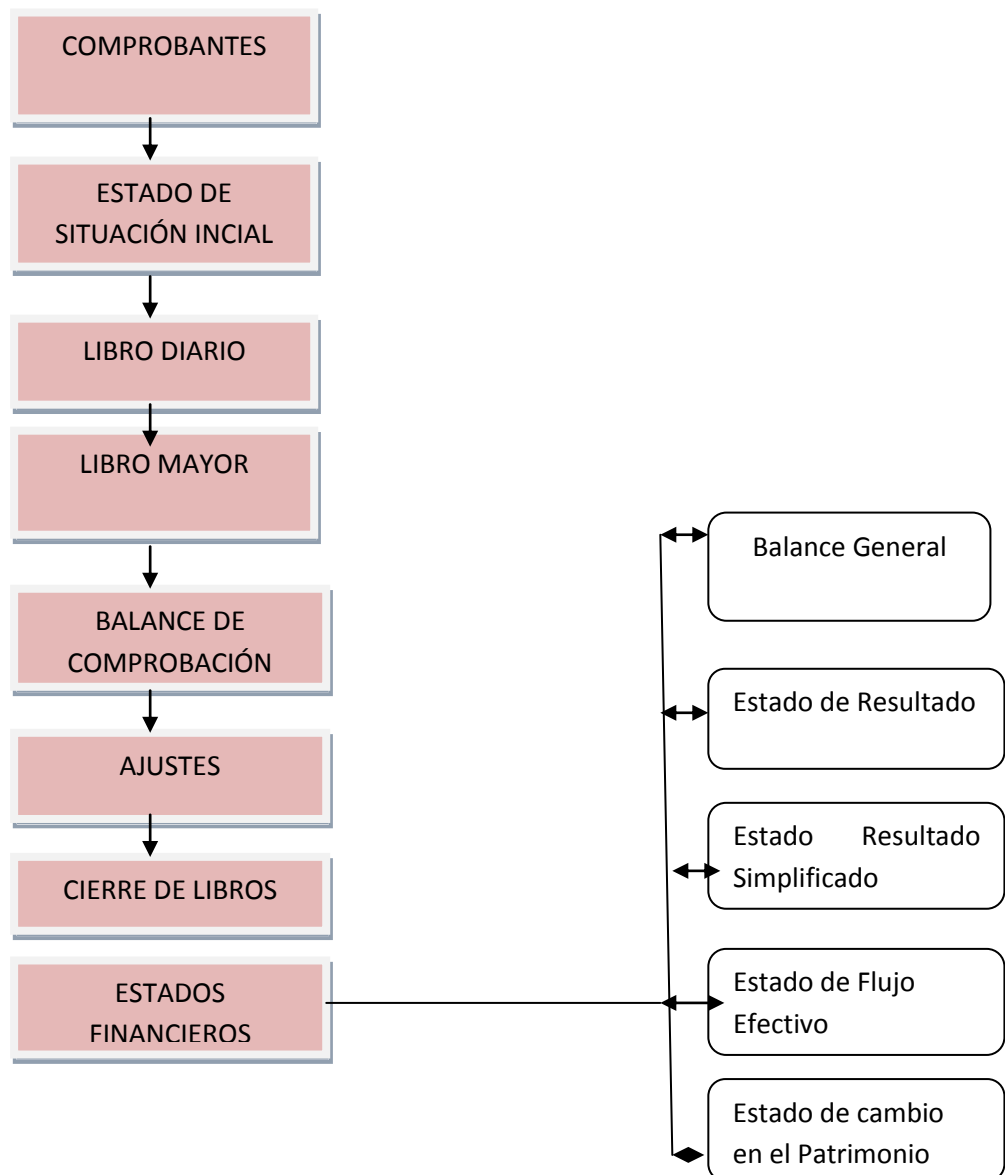 COMPROBANTES
ESTADO DE
SITUACIÓN INCIAL
LIBRO DIARIO
LIBRO MAYOR
BALANCE DE
COMPROBACIÓN
AJUSTES
CIERRE DE LIBROS
ESTADOS
FINANCIEROS
Balance General
Estado de Resultado
Estado Resultado
Simplificado
Estado de Flujo
Efectivo
Estado de cambio
en el Patrimonio